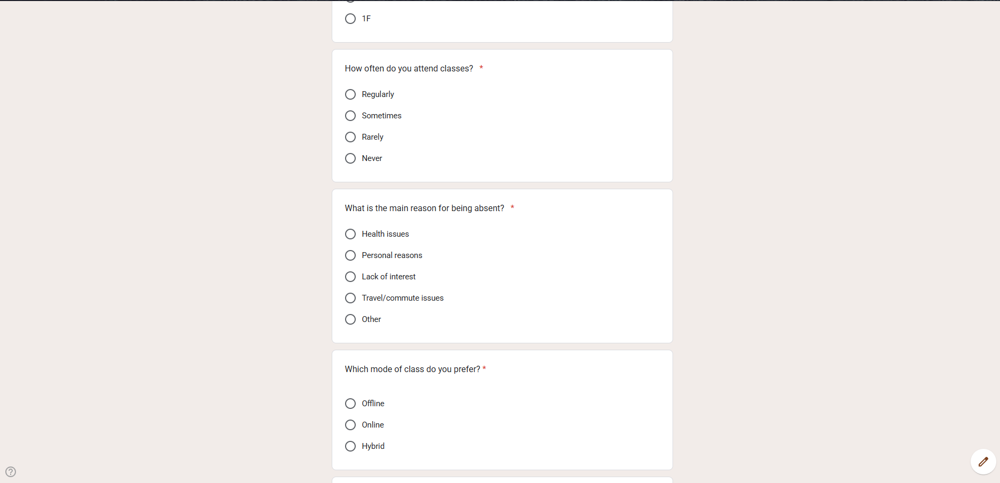 1F
How often do you attend classes? *
Regularly
Sometimes
Rarely
Never
What is the main reason for being absent? *
Health issues
Personal reasons
Lack of interest
Travel/commute issues
Other
Which mode of class do you prefer? *
Offline
Online
Hybrid